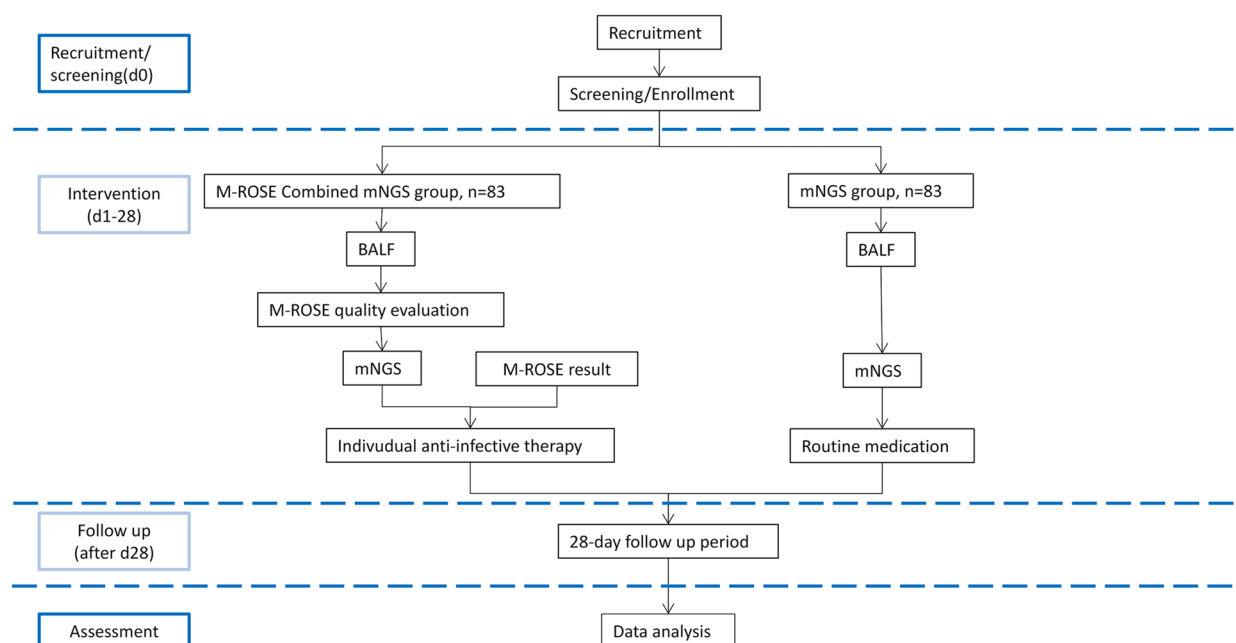 Recruitment/
screening(d0)
Recruitment
Screening/Enrollment
Intervention
(d1-28)
M-ROSE Combined mNGS group, n=83
mNGS group, n=83
BALF
BALF
M-ROSE quality evaluation
mNGS
M-ROSE result
mNGS
Indivudual anti-infective therapy
Routine medication
Follow up
(after d28)
28-day follow up period
Assessment
Data analysis